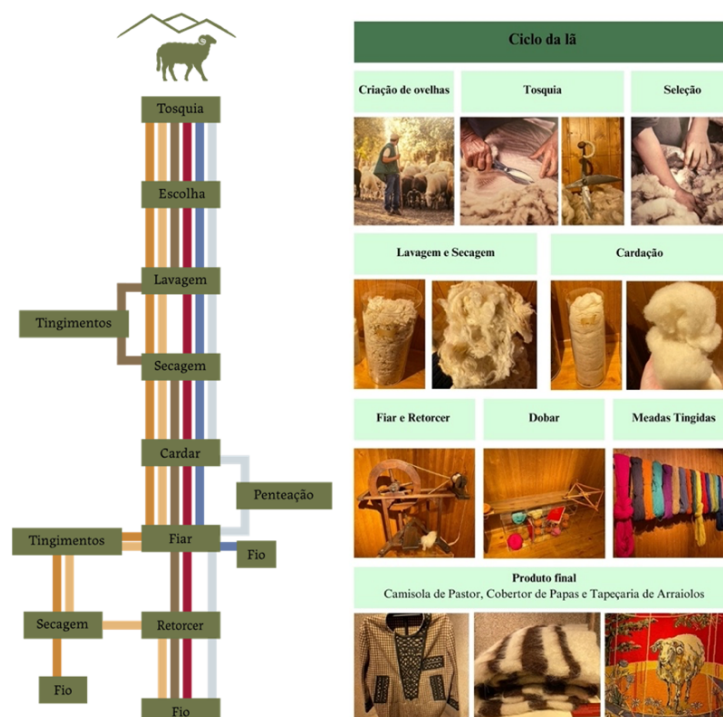 Tosquia
Escolha
Lavagem
Tingimentos
Secagem
Cardar
Penteação
Tingimentos
Fiar
Fio
Secagem
Retorcer
Fio
Fio
Ciclo da lã
Criação de ovelhas
Tosquia
Seleção
Lavagem e Secagem
Cardação
Fiar e Retorcer
Dobar
Meadas Tingidas
Produto final
Camisola de Pastor, Cobertor de Papas e Tapeçaria de Arraiolos